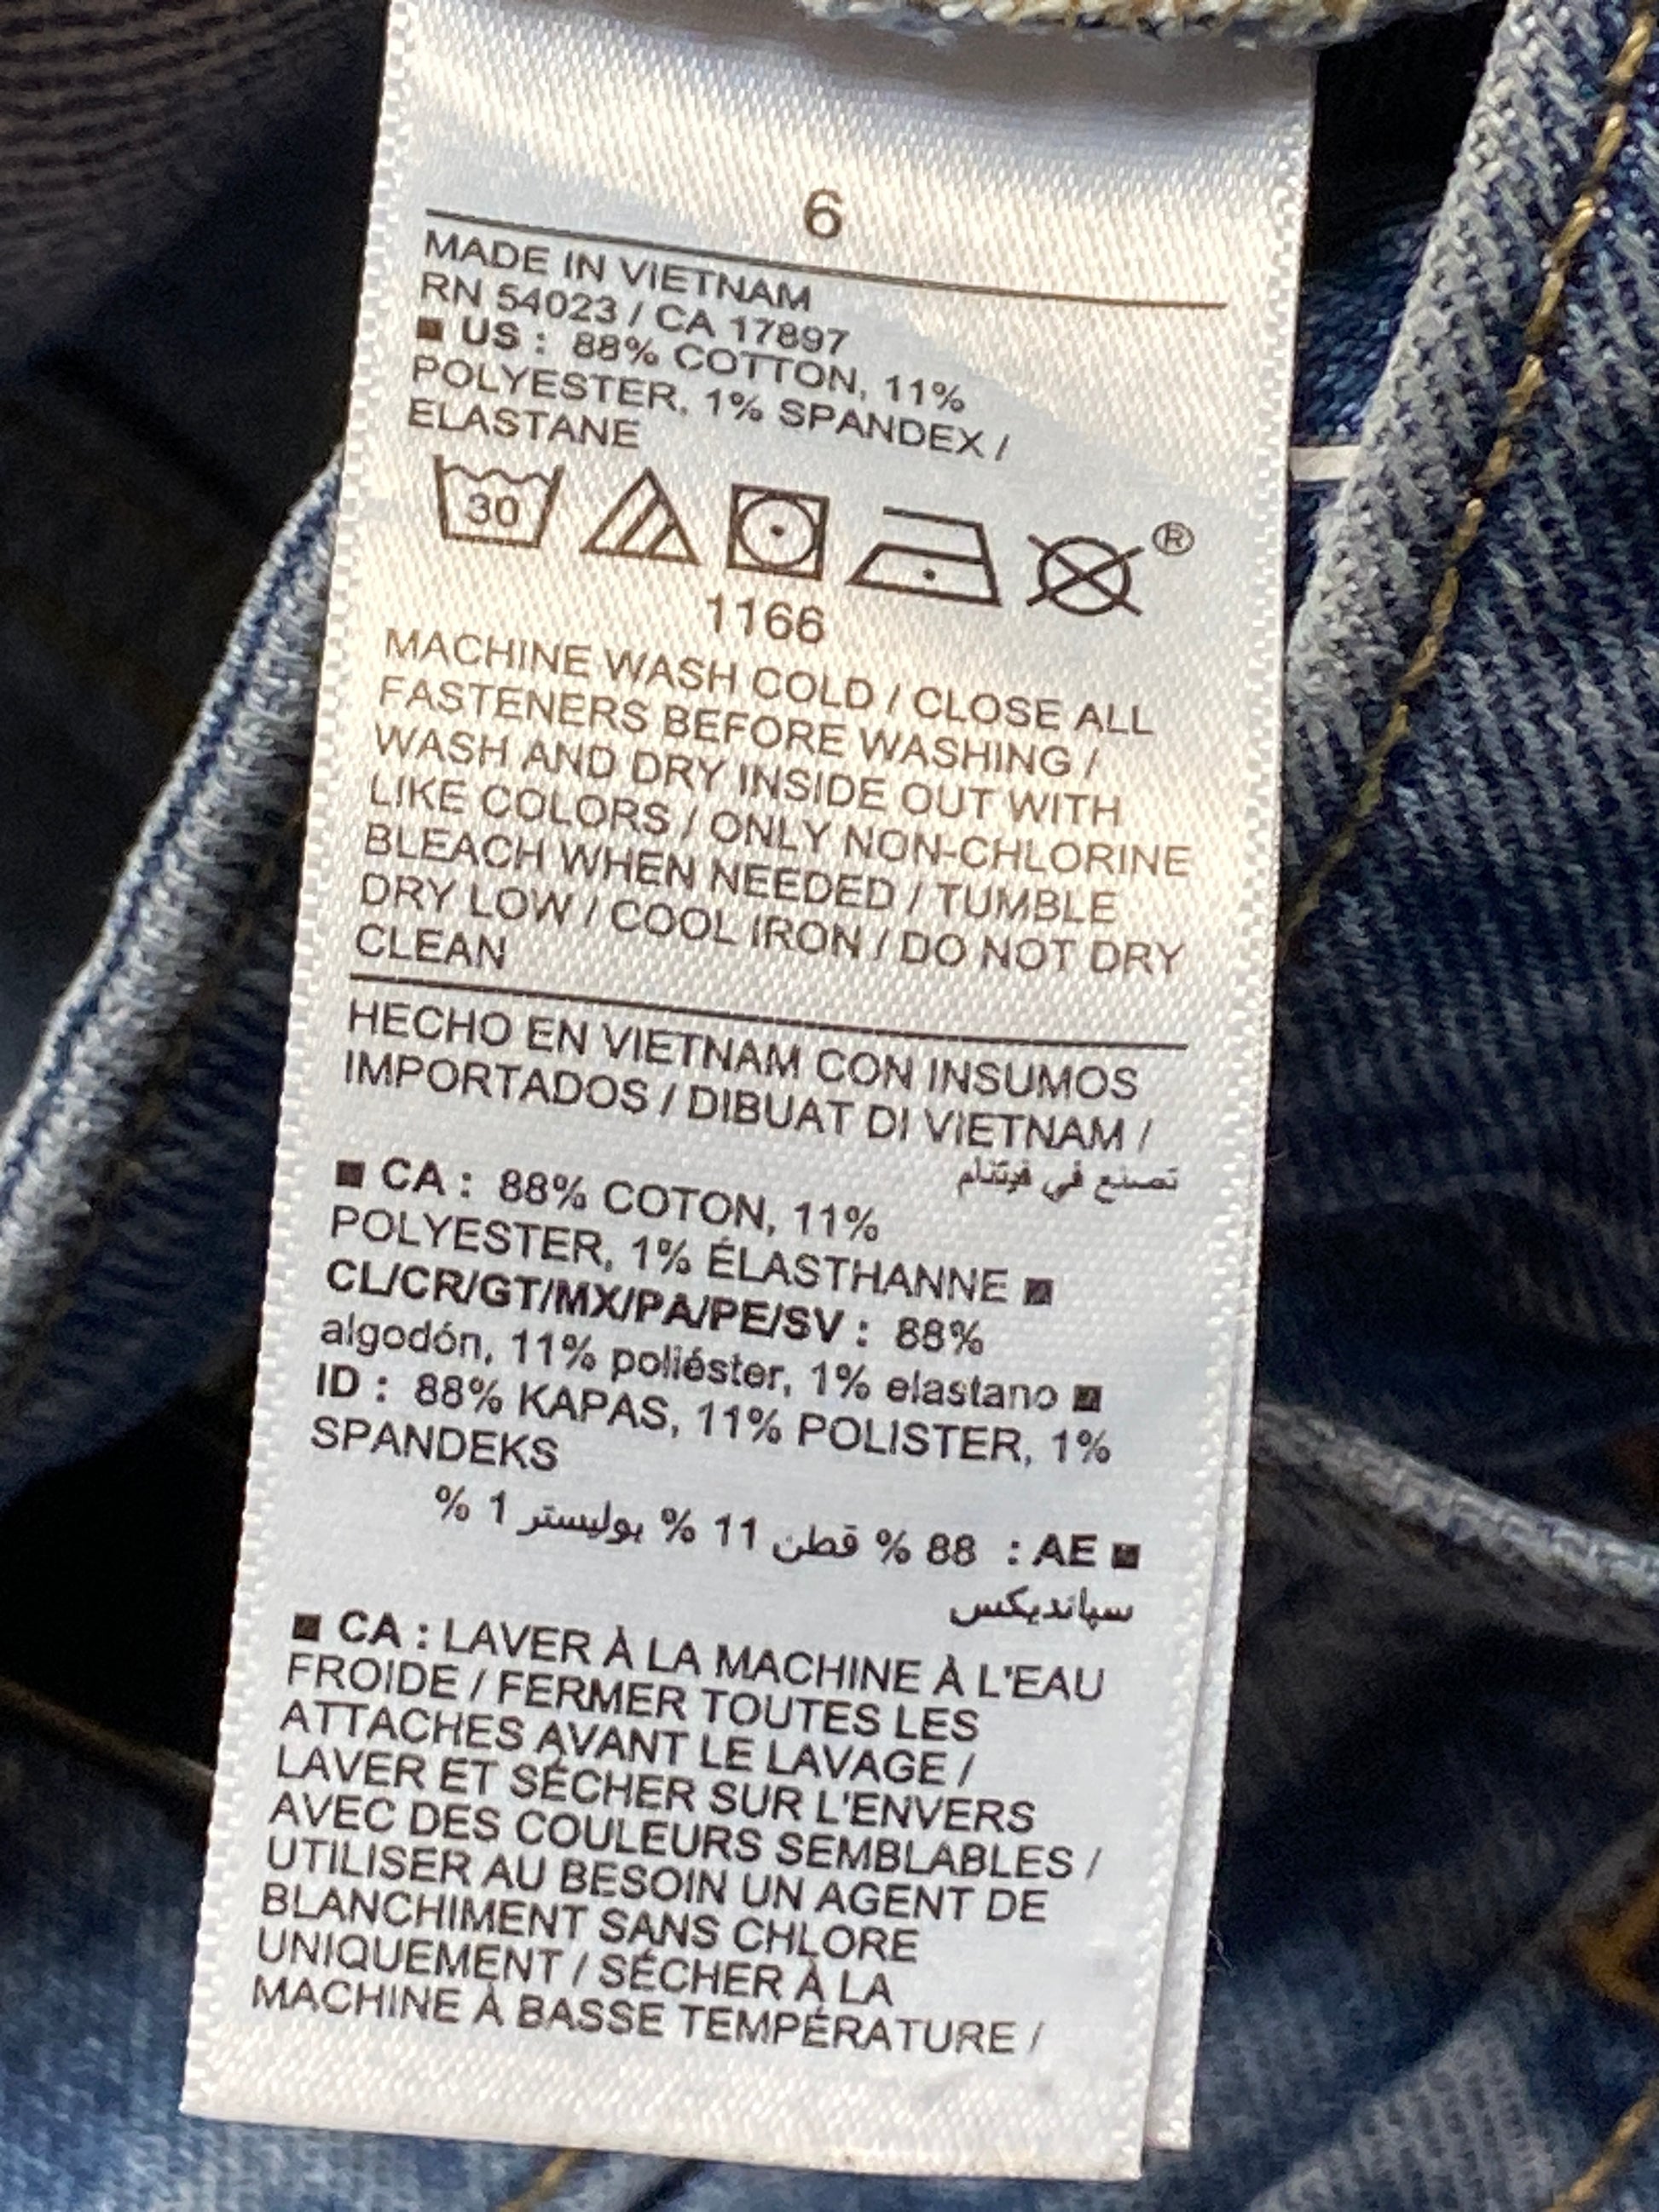 6
MADE IN VIETNAM
RN 54023 / CA 17897
■ US : 88% COTTON, 11%
POLYESTER, 1% SPANDEX /
ELASTANE
30
®
1166
MACHINE WASH COLD / CLOSE ALL
FASTENERS BEFORE WASHING /
WASH AND DRY INSIDE OUT WITH
LIKE COLORS / ONLY NON-CHLORINE
BLEACH WHEN NEEDED / TUMBLE
DRY LOW / COOL IRON / DO NOT DRY
CLEAN
HECHO EN VIETNAM CON INSUMOS
IMPORTADOS / DIBUAT DI VIETNAM /
تصنع في فيتنام
■ CA : 88% COTON, 11%
POLYESTER, 1% ÉLASTHANNE ■
CL/CR/GT/MX/PA/PE/SV : 88%
algodón, 11% poliéster, 1% elastano ■
ID : 88% KAPAS, 11% POLISTER, 1%
SPANDEKS
■ AE : 88 % قطن 11 % بوليستر 1 %
سباندیكس
■ CA : LAVER À LA MACHINE À L'EAU
FROIDE / FERMER TOUTES LES
ATTACHES AVANT LE LAVAGE /
LAVER ET SÉCHER SUR L'ENVERS
AVEC DES COULEURS SEMBLABLES /
UTILISER AU BESOIN UN AGENT DE
BLANCHIMENT SANS CHLORE
UNIQUEMENT / SÉCHER À LA
MACHINE À BASSE TEMPÉRATURE /